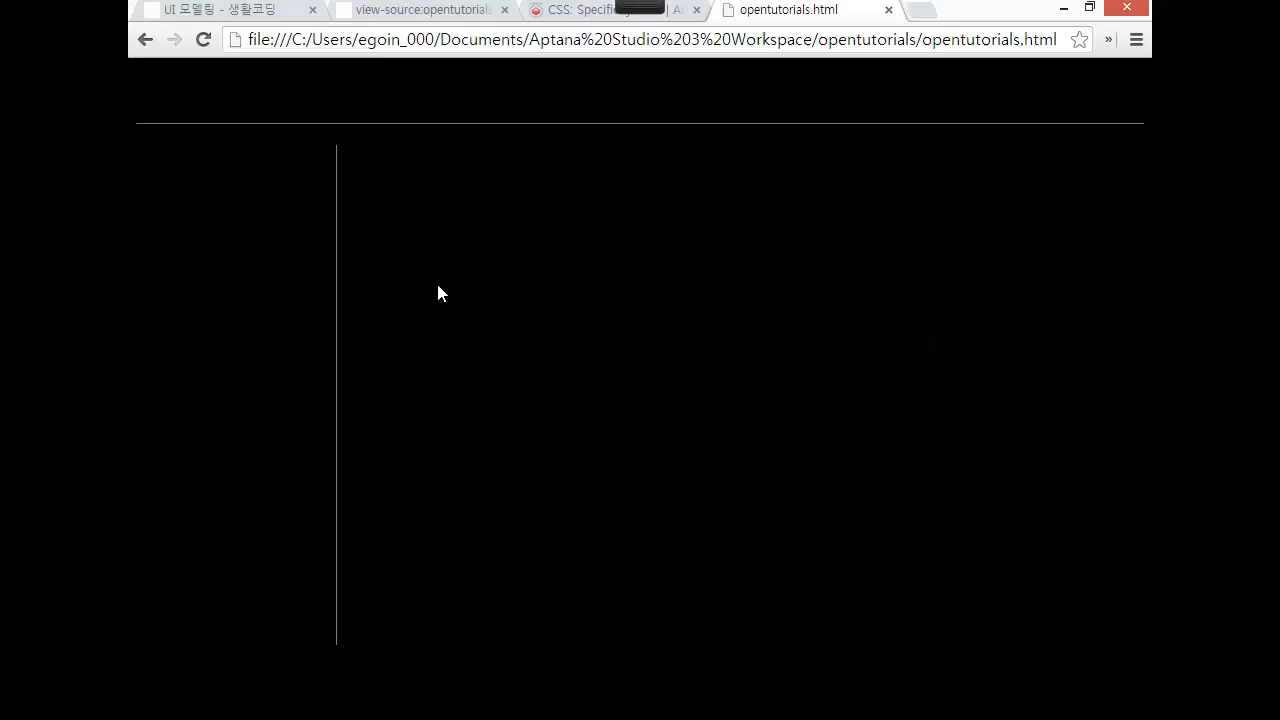 UI 모델링 - 생활코딩
view-source:opentutorials
CSS: Specifi
opentutorials.html
file:///C:/Users/egoin_000/Documents/Aptana%20Studio%203%20Workspace/opentutorials/opentutorials.html